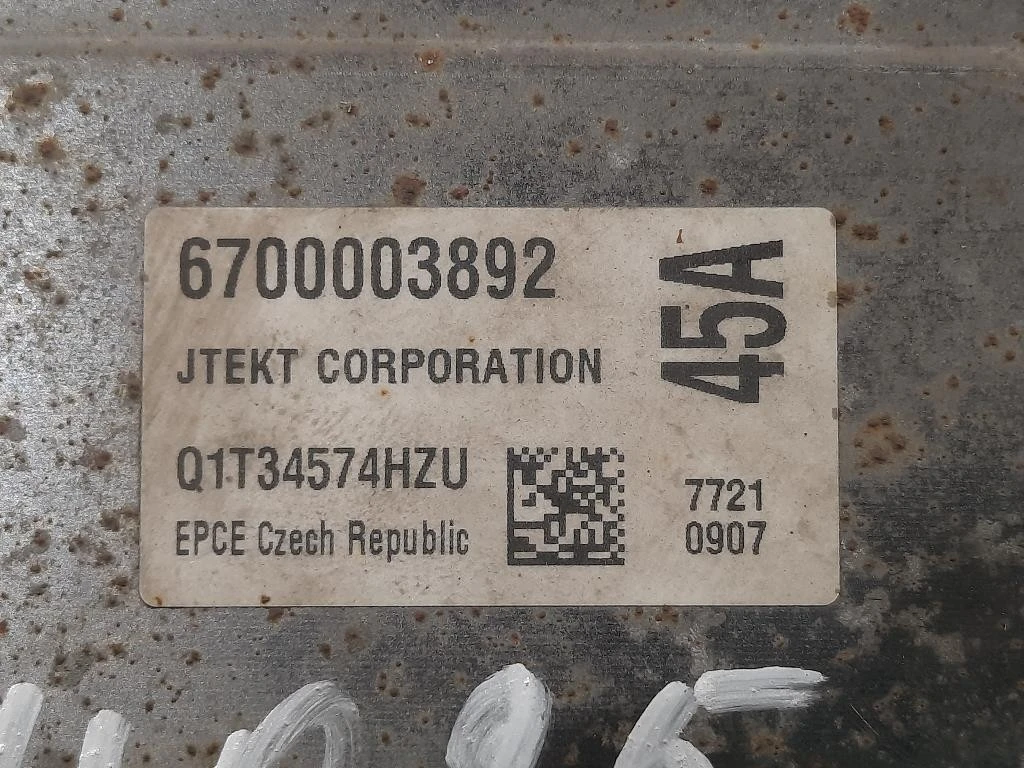 6700003892
45A
JTEKT CORPORATION
Q1T34574HZU
7721
EPCE Czech Republic
0907